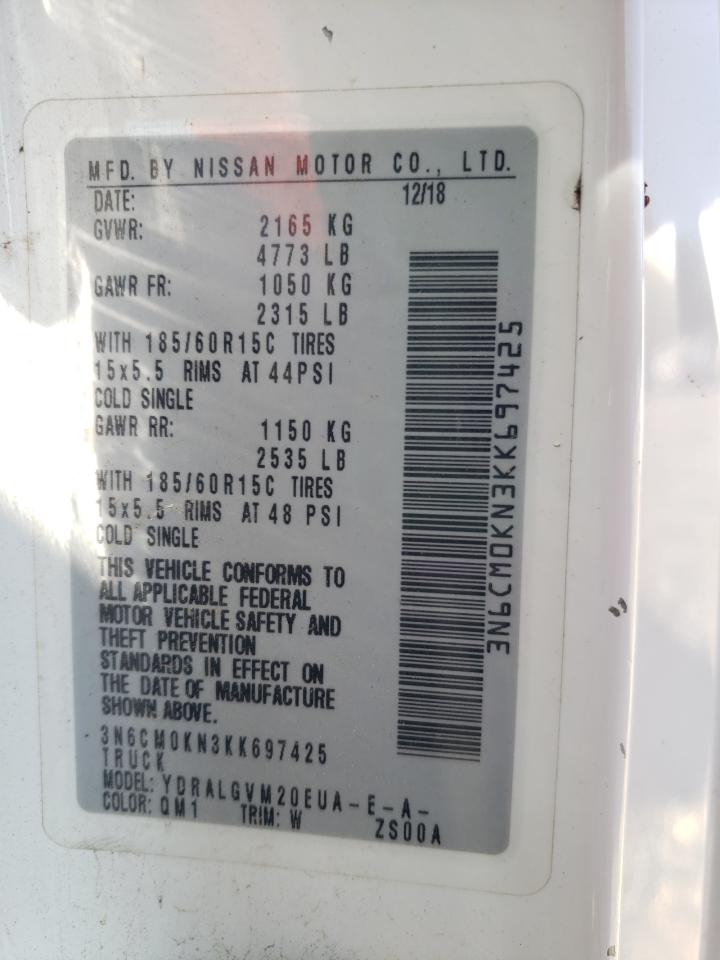 MFD. BY NISSAN MOTOR CO., LTD.
DATE: 12/18
GVWR: 2165 KG
4773 LB
GAWR FR: 1050 KG
2315 LB
WITH 185/60R15C TIRES
15x5.5 RIMS AT 44PSI
COLD SINGLE
GAWR RR: 1150 KG
2535 LB
WITH 185/60R15C TIRES
15x5.5 RIMS AT 48 PSI
COLD SINGLE
THIS VEHICLE CONFORMS TO
ALL APPLICABLE FEDERAL
MOTOR VEHICLE SAFETY AND
THEFT PREVENTION
STANDARDS IN EFFECT ON
THE DATE OF MANUFACTURE
SHOWN ABOVE.
3N6CM0KN3KK697425
TRUCK
MODEL: YDRALGVM20EUA-E-A-
COLOR: QM1 TRIM: W ZS00A
3N6CM0KN3KK697425